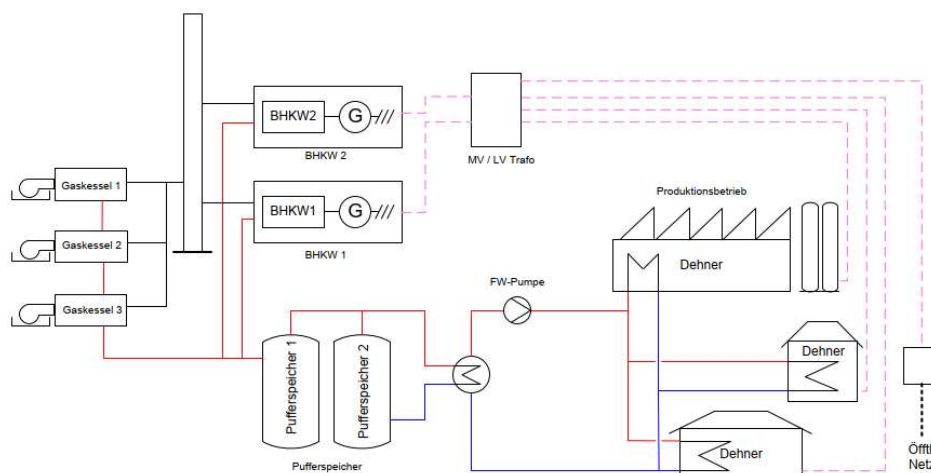 BHKW2
G
BHKW 2
MV / LV Trafo
Gaskessel 1
BHKW1
G
BHKW 1
Produktionsbetrieb
Gaskessel 2
Dehner
Gaskessel 3
FW-Pumpe
Pufferspeicher 1
Pufferspeicher 2
Dehner
Dehner
Pufferspeicher
Netz